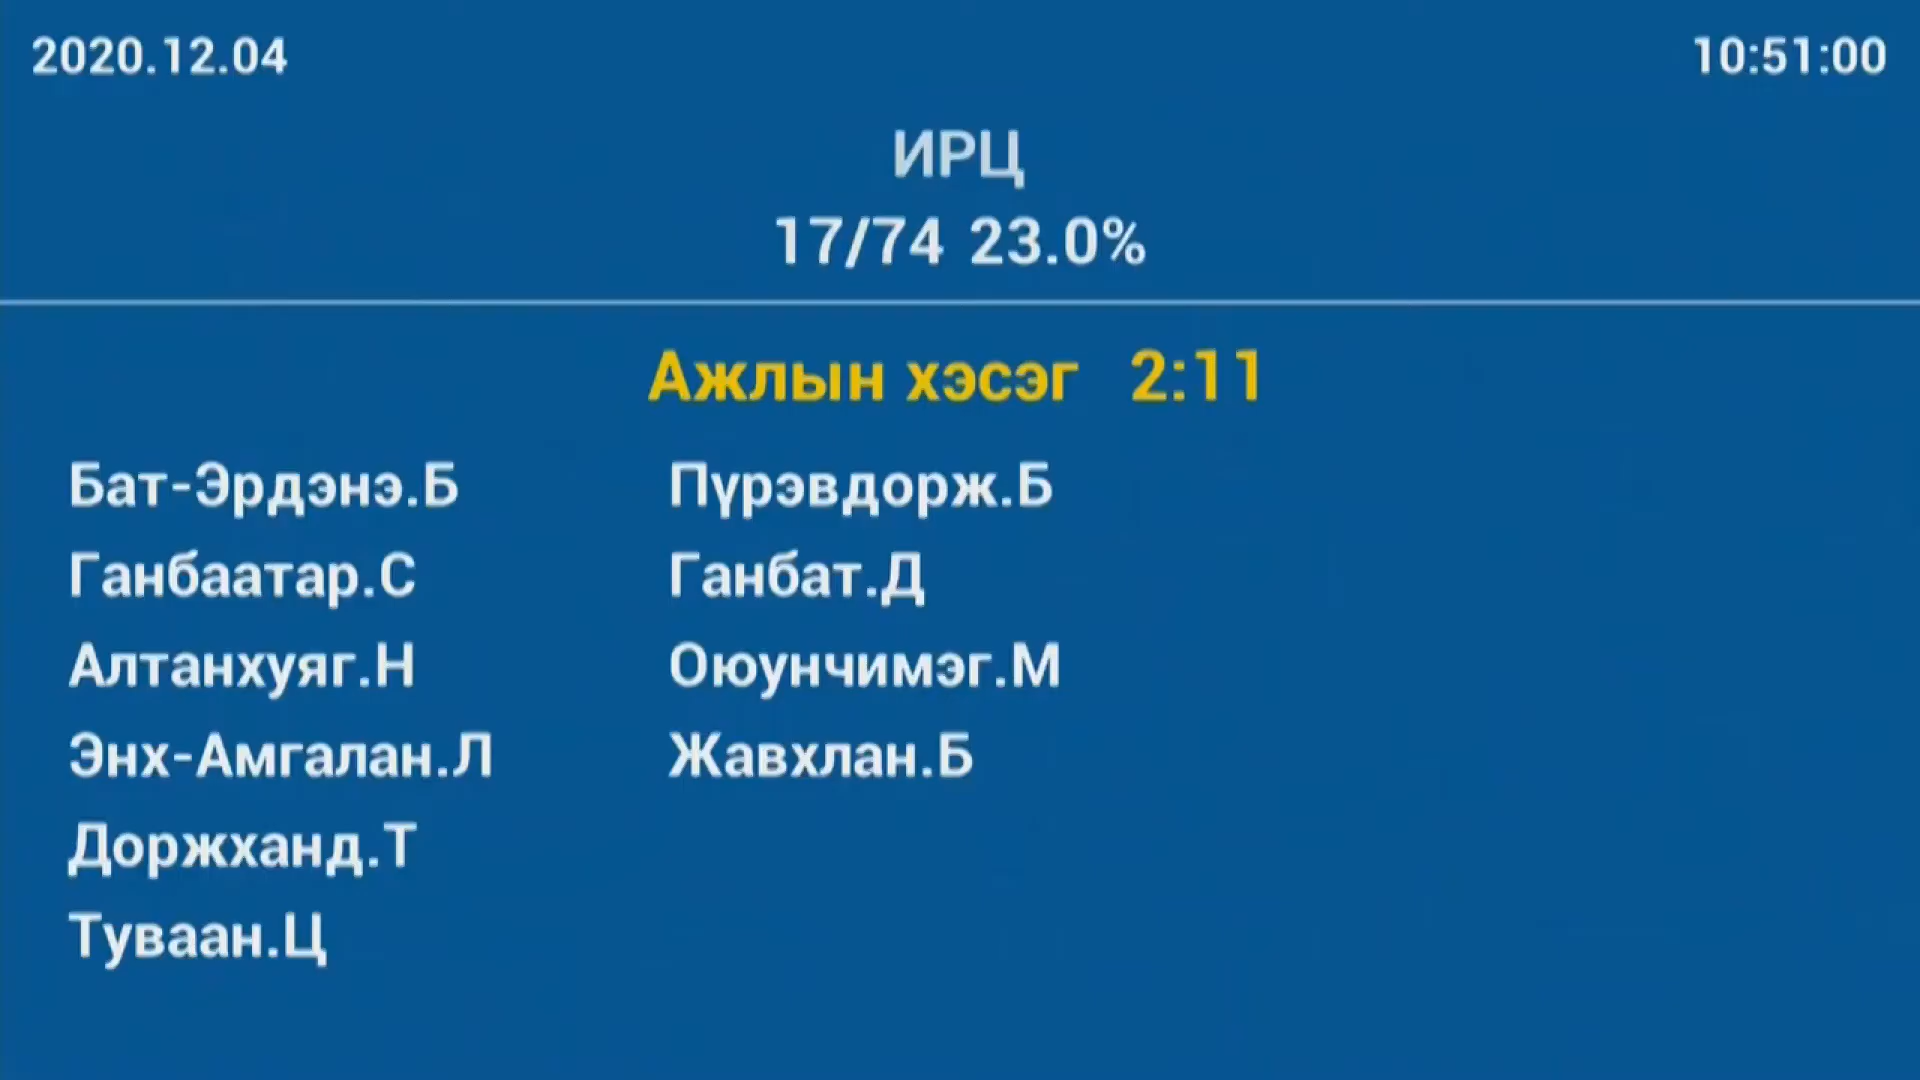 2020.12.04
10:51:00
ИРЦ
17/74 23.0%
Ажлын хэсэг 2:11
Бат-Эрдэнэ.Б
Ганбаатар.С
Алтанхуяг.Н
Энх-Амгалан.Л
Доржханд.Т
Туваан.Ц
Пүрэвдорж.Б
Ганбат.Д
Оюунчимэг.М
Жавхлан.Б